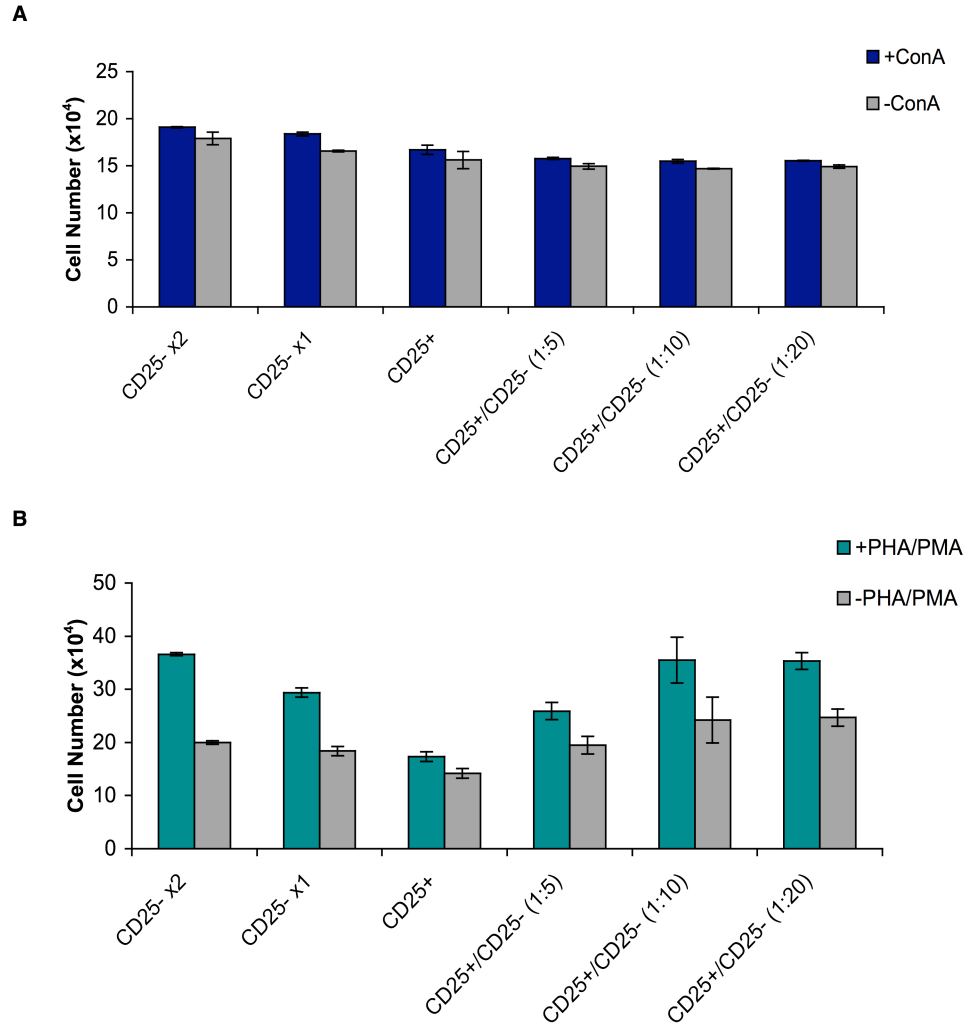 A
+ConA
-ConA
Cell Number (x10⁴)
25
20
15
10
5
0
CD25- x2
CD25- x1
CD25+
CD25+/CD25- (1:5)
CD25+/CD25- (1:10)
CD25+/CD25- (1:20)
B
+PHA/PMA
-PHA/PMA
Cell Number (x10⁴)
50
40
30
20
10
0
CD25- x2
CD25- x1
CD25+
CD25+/CD25- (1:5)
CD25+/CD25- (1:10)
CD25+/CD25- (1:20)